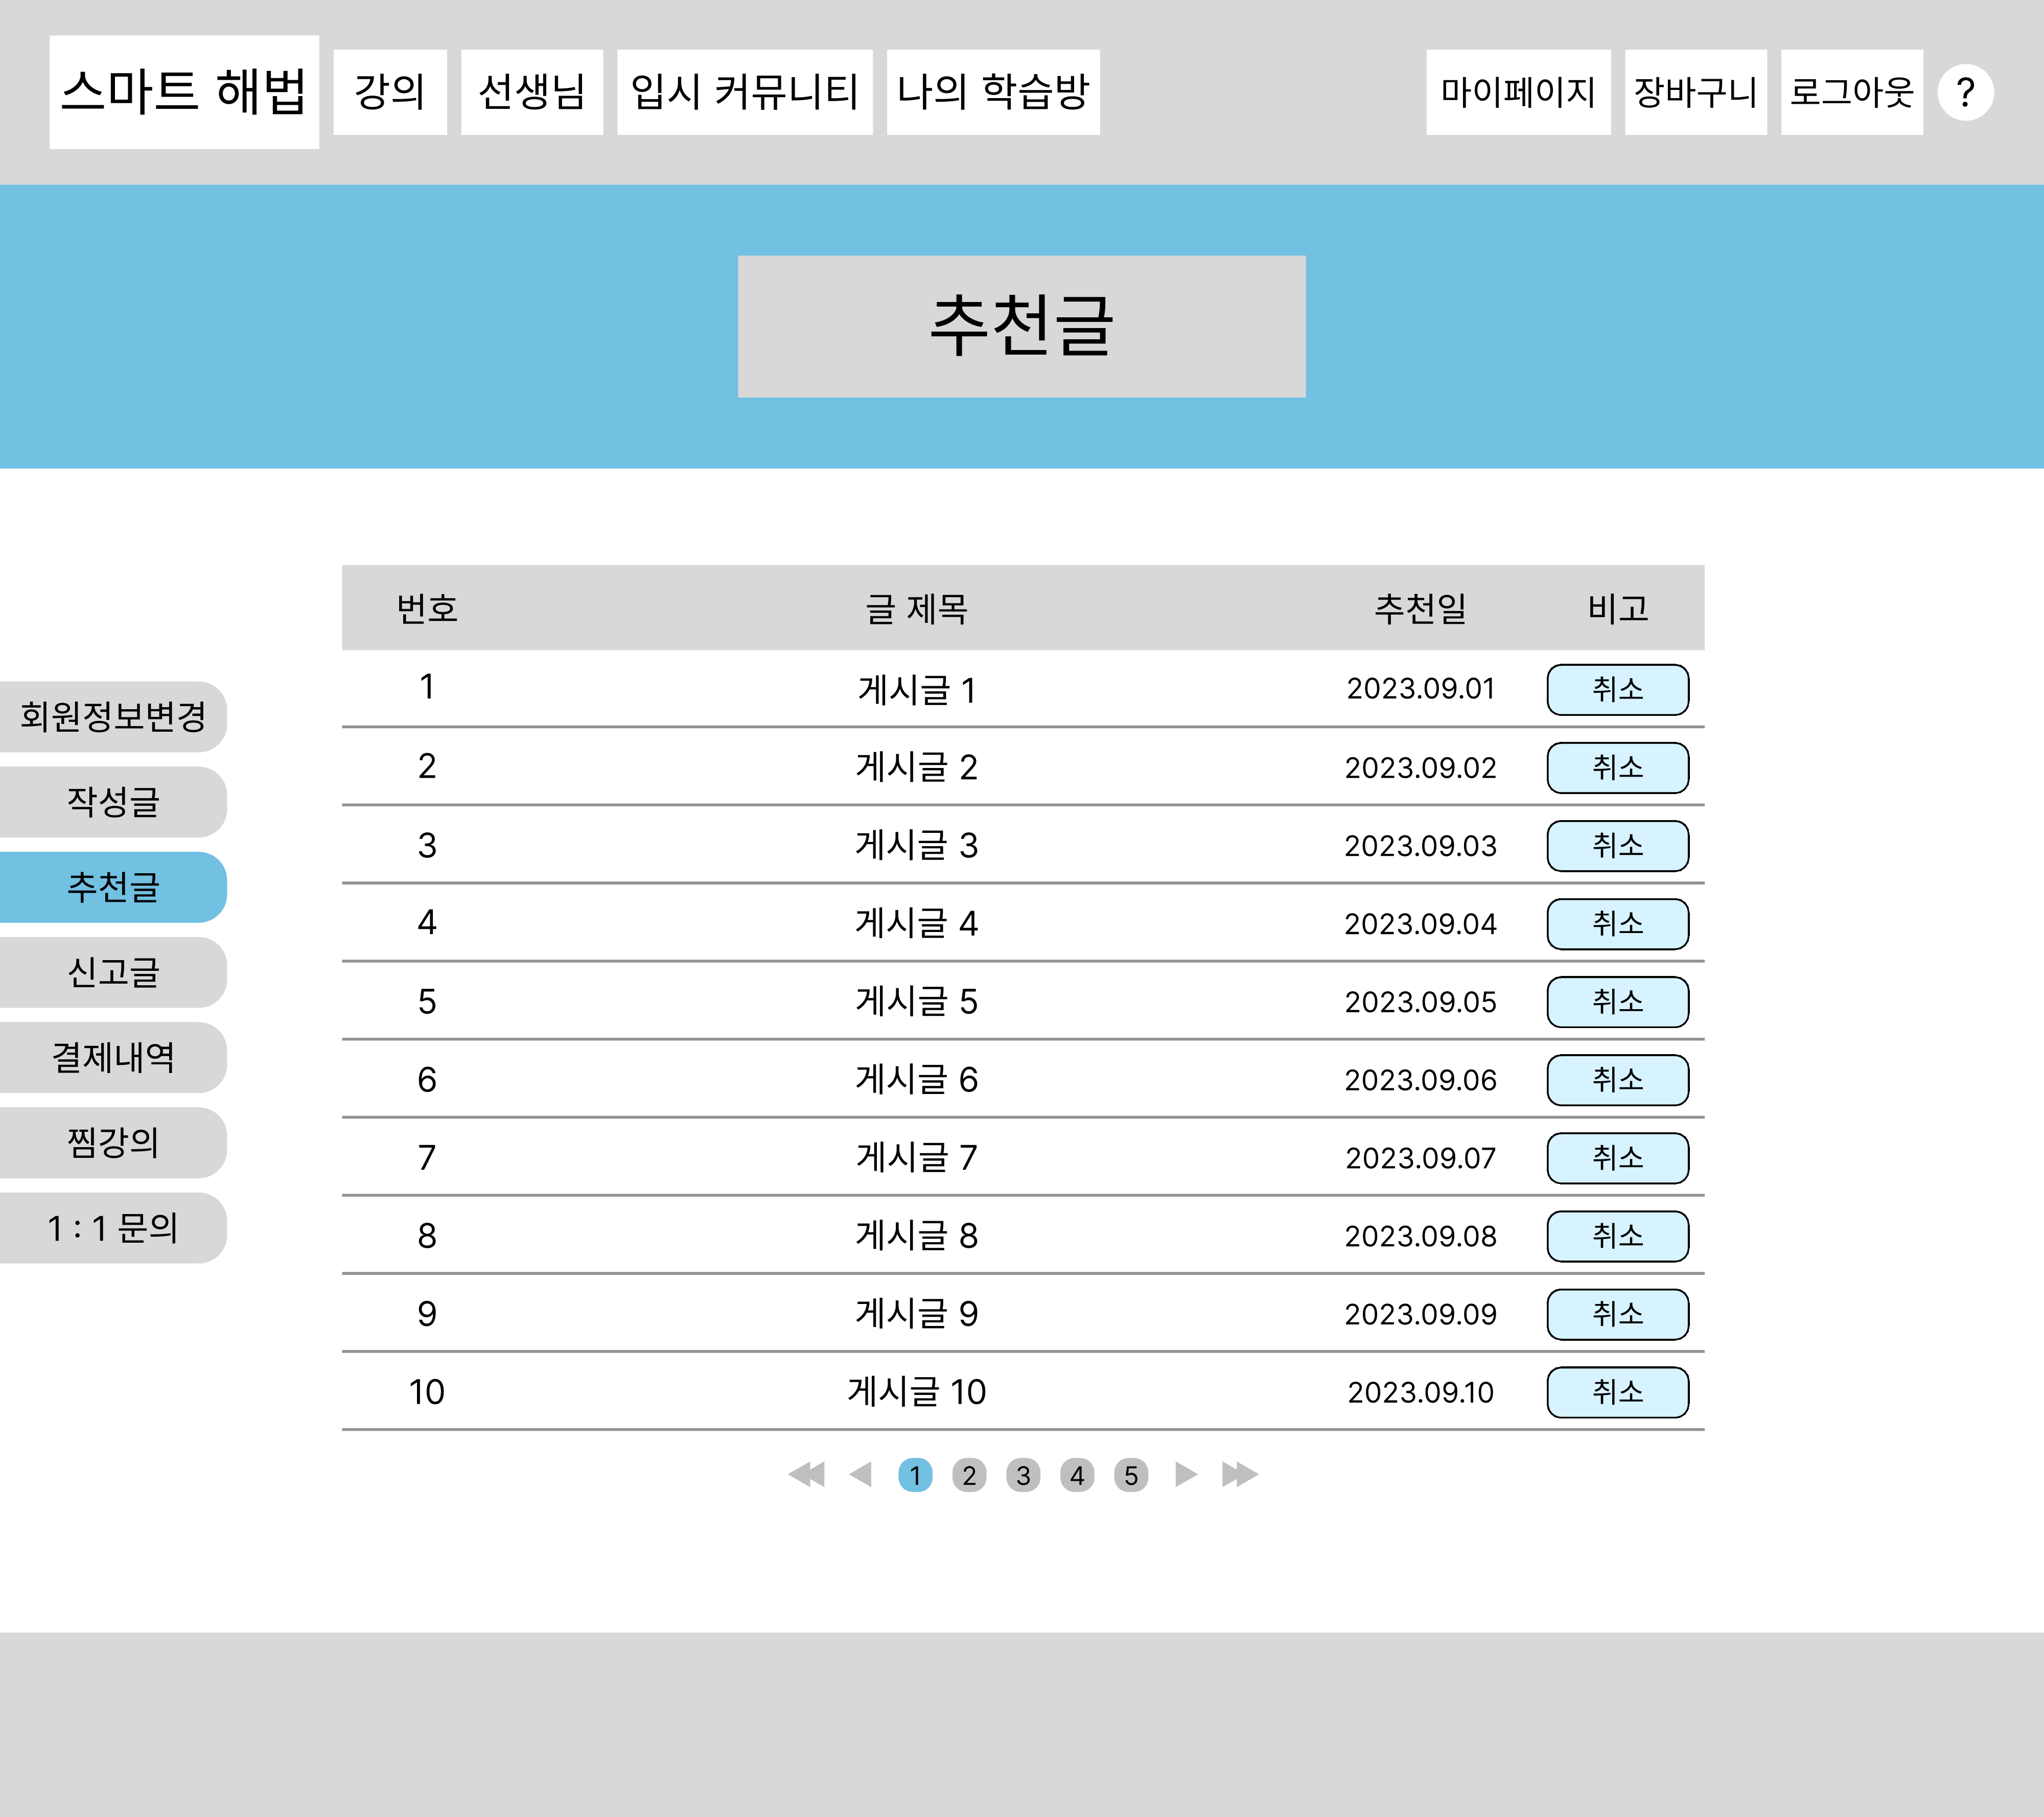 스마트 해법 강의 선생님 입시 커뮤니티 나의 학습방 마이페이지 장바구니 로그아웃 ?
추천글
번호 글 제목 추천일 비고
1 게시글 1 2023.09.01 취소
2 게시글 2 2023.09.02 취소
3 게시글 3 2023.09.03 취소
4 게시글 4 2023.09.04 취소
5 게시글 5 2023.09.05 취소
6 게시글 6 2023.09.06 취소
7 게시글 7 2023.09.07 취소
8 게시글 8 2023.09.08 취소
9 게시글 9 2023.09.09 취소
10 게시글 10 2023.09.10 취소
1 2 3 4 5
회원정보변경
작성글
추천글
신고글
결제내역
찜강의
1 : 1 문의